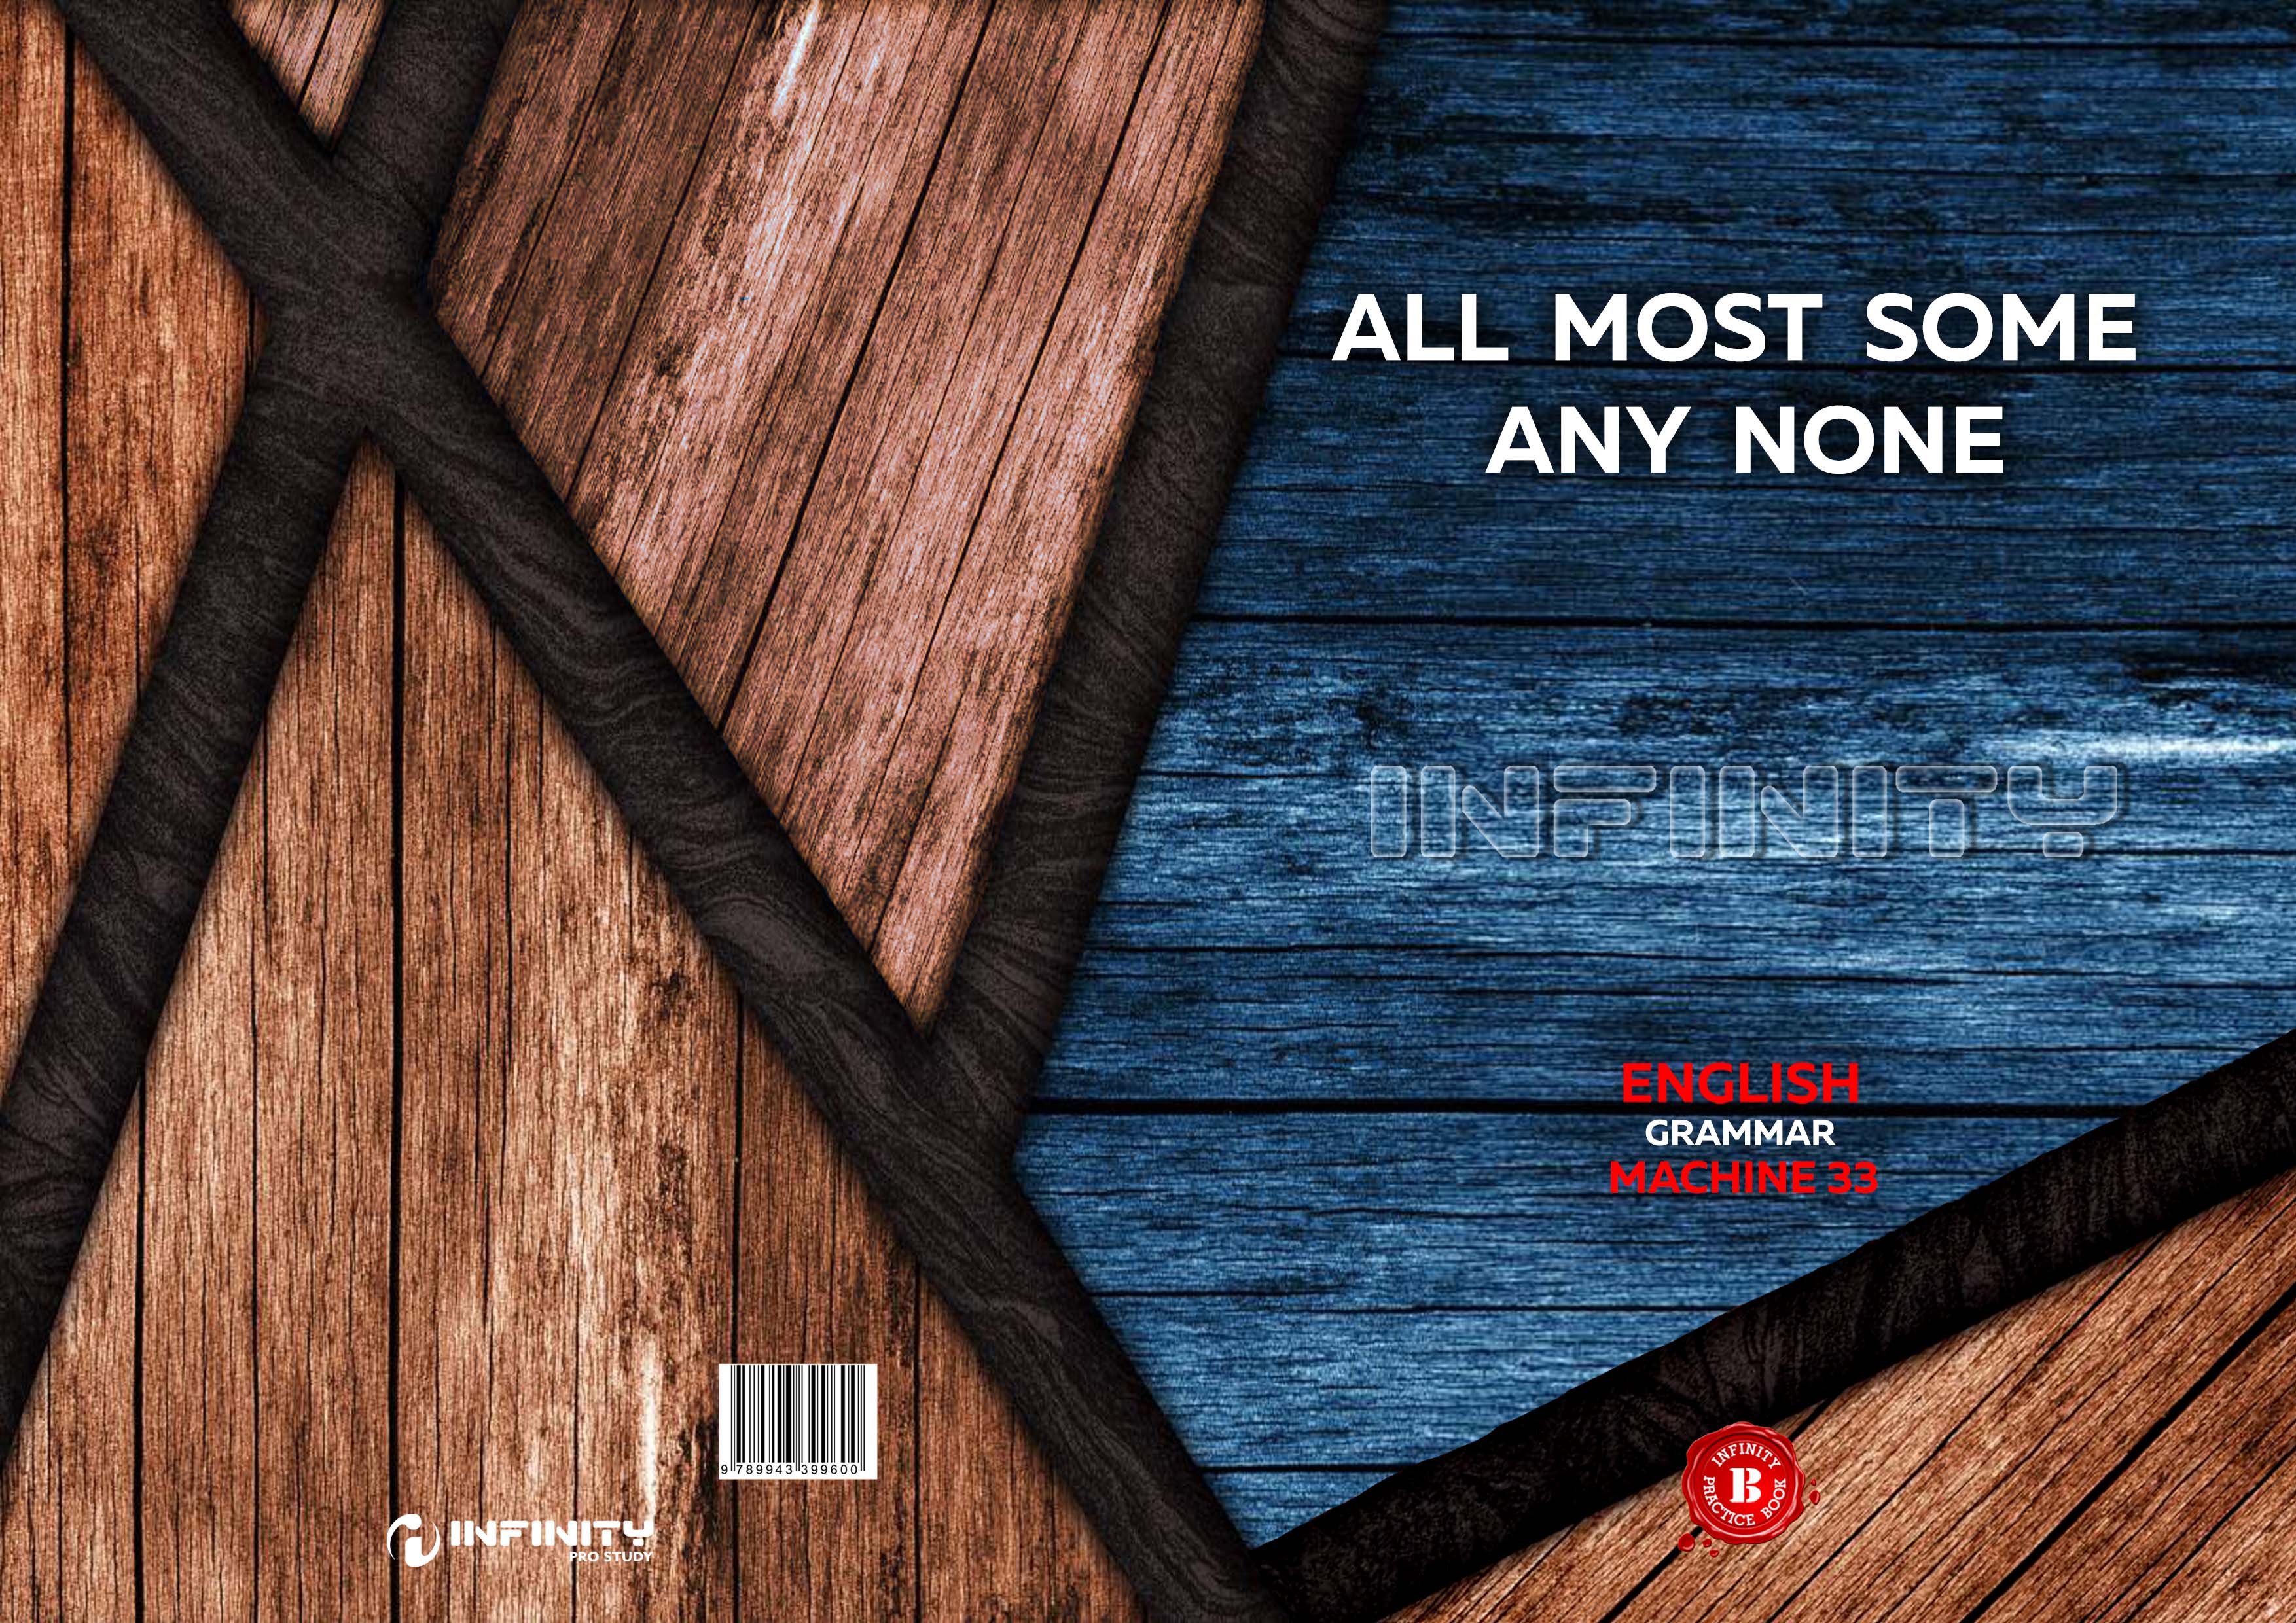 ALL MOST SOME
ANY NONE
INFINITY
ENGLISH
GRAMMAR
MACHINE 33
INFINITY
B
PRACTICE BOOK
9 789943 399600
INFINITY
PRO STUDY